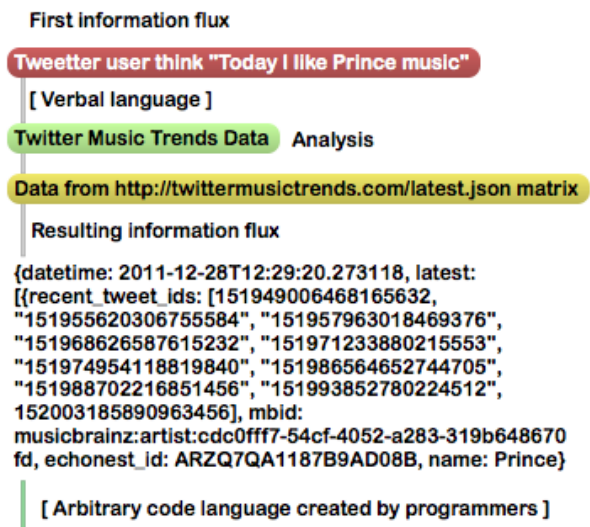 First information flux
Tweetter user think "Today I like Prince music"
[ Verbal language ]
Twitter Music Trends Data Analysis
Data from http://twittermusictrends.com/latest.json matrix
Resulting information flux
{datetime: 2011-12-28T12:29:20.273118, latest:
[{recent_tweet_ids: [151949006468165632,
"151955620306755584", "151957963018469376",
"151968626587615232", "151971233880215553",
"151974954118819840", "151986564652744705",
"151988702216851456", "151993852780224512",
152003185890963456], mbid:
musicbrainz:artist:cdc0fff7-54cf-4052-a283-319b648670
fd, echonest_id: ARZQ7QA1187B9AD08B, name: Prince}
[ Arbitrary code language created by programmers ]